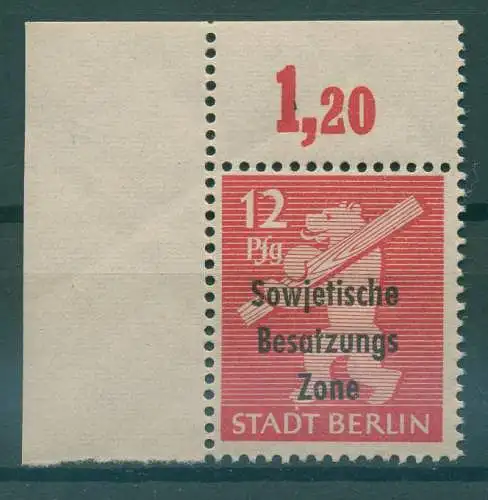 1,20
12
Pfg
Sowjetische
Besatzungs
Zone
STADT BERLIN